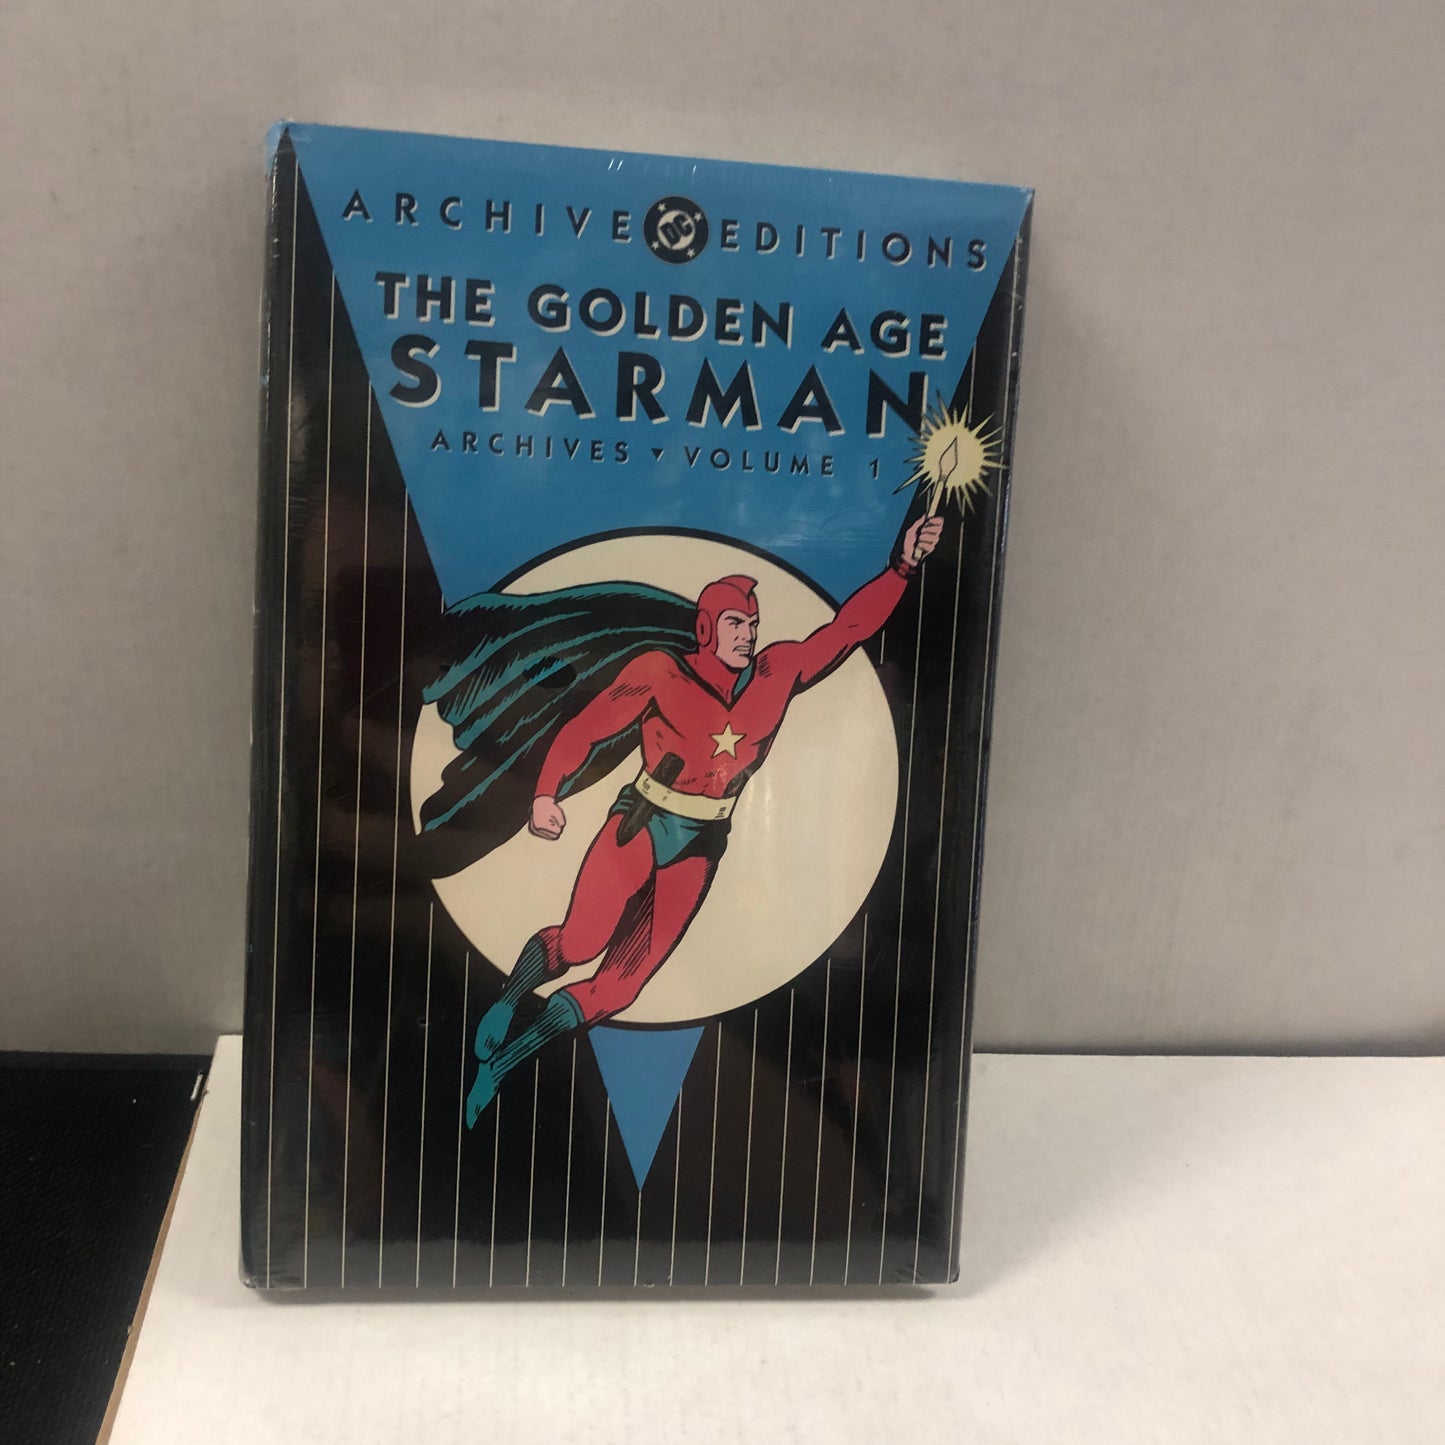 ARCHIVE DC EDITIONS
THE GOLDEN AGE
STARMAN
ARCHIVES ▾ VOLUME 1